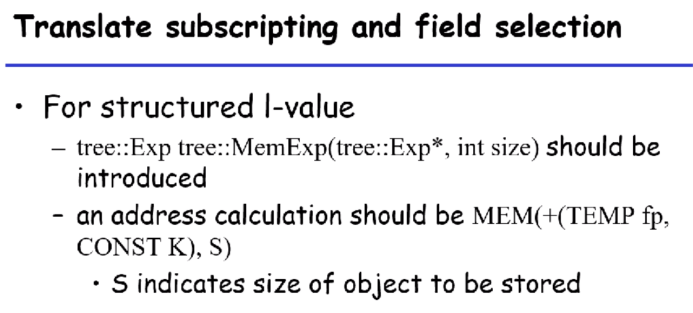 Translate subscripting and field selection
• For structured l-value
– tree::Exp tree::MemExp(tree::Exp*, int size) should be
introduced
– an address calculation should be MEM(+(TEMP fp,
CONST K), S)
• S indicates size of object to be stored